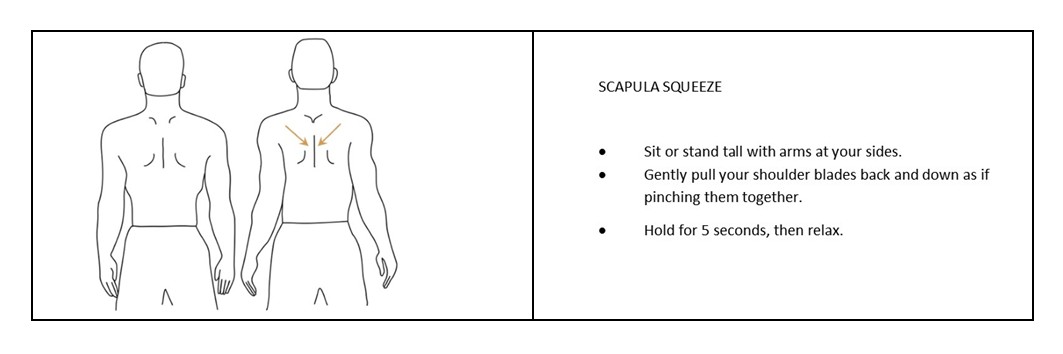 SCAPULA SQUEEZE
• Sit or stand tall with arms at your sides.
• Gently pull your shoulder blades back and down as if
pinching them together.
• Hold for 5 seconds, then relax.